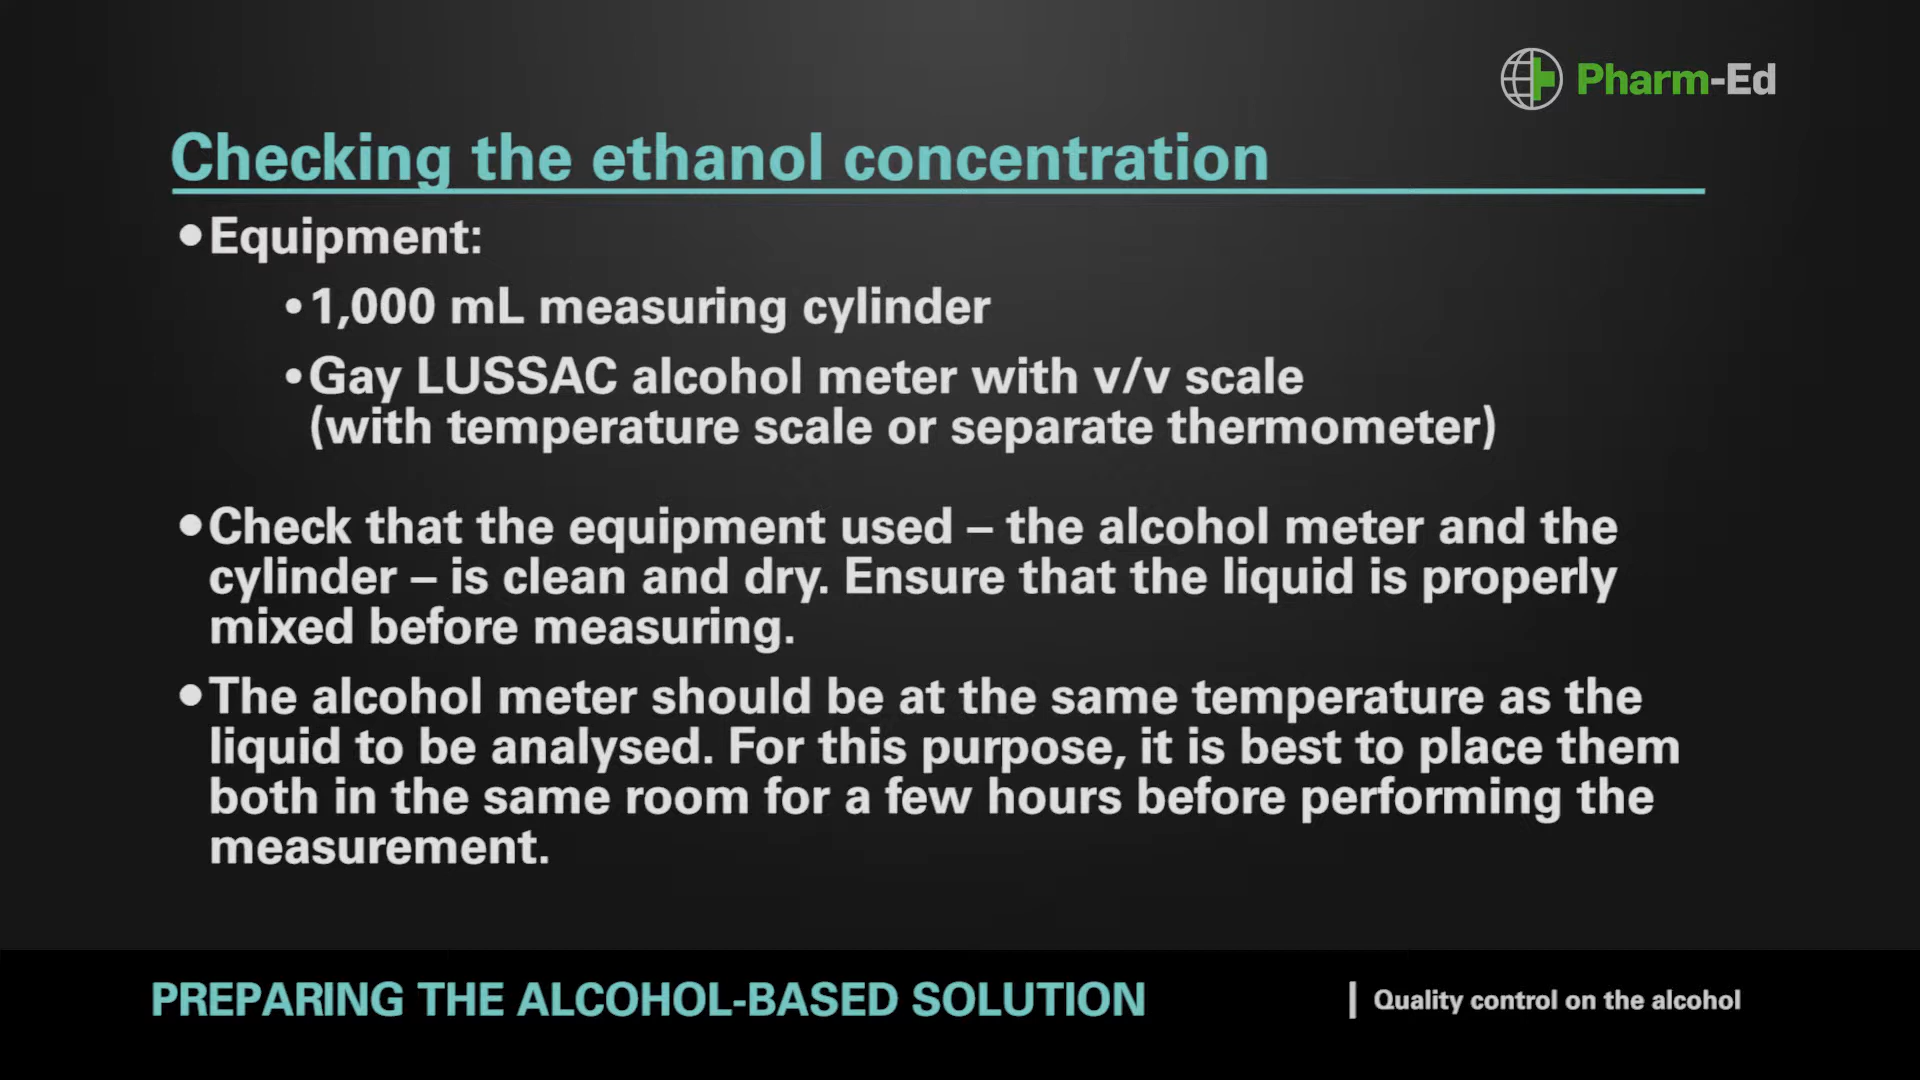 Pharm-Ed
Checking the ethanol concentration
•Equipment:
•1,000 mL measuring cylinder
•Gay LUSSAC alcohol meter with v/v scale
(with temperature scale or separate thermometer)
•Check that the equipment used – the alcohol meter and the
cylinder – is clean and dry. Ensure that the liquid is properly
mixed before measuring.
•The alcohol meter should be at the same temperature as the
liquid to be analysed. For this purpose, it is best to place them
both in the same room for a few hours before performing the
measurement.
PREPARING THE ALCOHOL-BASED SOLUTION
| Quality control on the alcohol